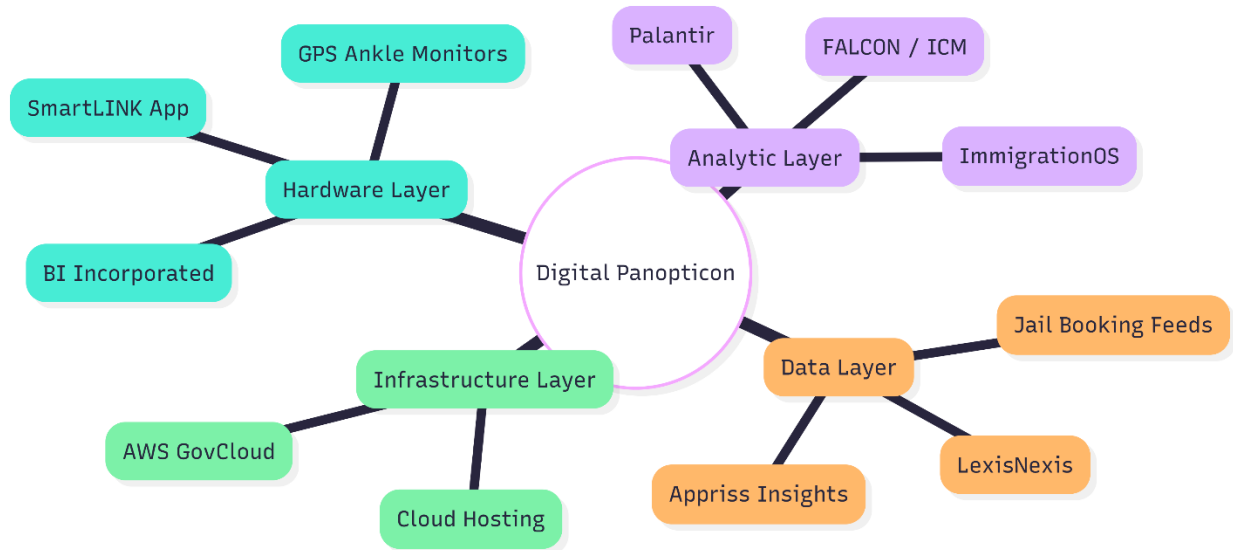 Palantir
FALCON / ICM
GPS Ankle Monitors
SmartLINK App
Analytic Layer
ImmigrationOS
Hardware Layer
BI Incorporated
Digital Panopticon
Jail Booking Feeds
Data Layer
Infrastructure Layer
AWS GovCloud
LexisNexis
Appriss Insights
Cloud Hosting